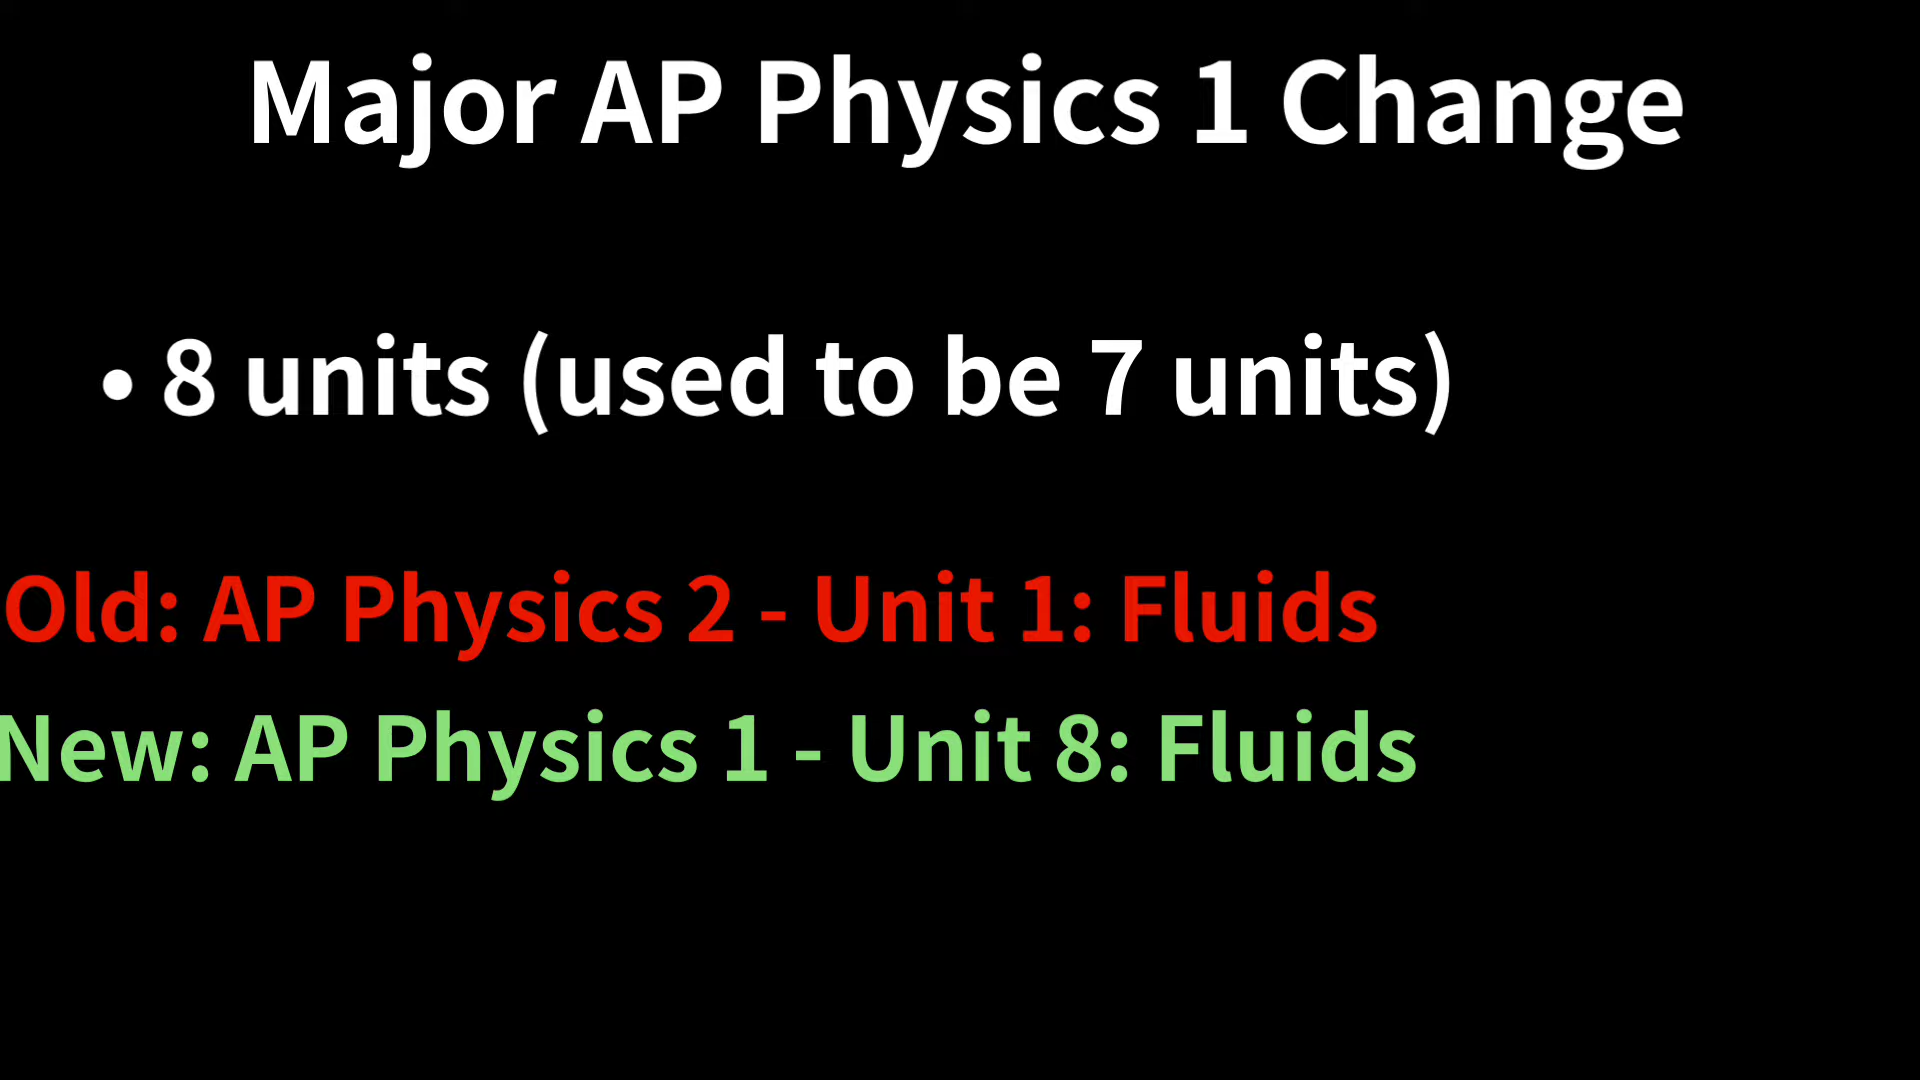 Major AP Physics 1 Change
• 8 units (used to be 7 units)
Old: AP Physics 2 - Unit 1: Fluids
New: AP Physics 1 - Unit 8: Fluids